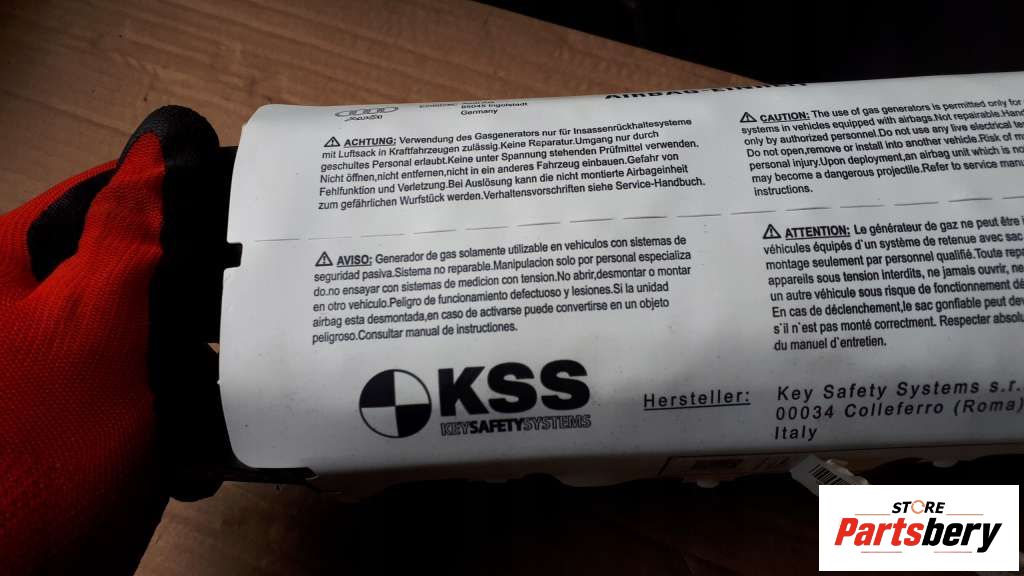 AIRBAG-EINHEIT
85045 Ingolstadt
Germany
ACHTUNG: Verwendung des Gasgenerators nur für Insassenrückhaltesysteme
mit Luftsack in Kraftfahrzeugen zulässig.Keine Reparatur.Umgang nur durch
geschultes Personal erlaubt.Keine unter Spannung stehenden Prüfmittel verwenden.
Nicht öffnen,nicht entfernen,nicht in ein anderes Fahrzeug einbauen.Gefahr von
Fehlfunktion und Verletzung.Bei Auslösung kann die nicht montierte Airbageinheit
zum gefährlichen Wurfstück werden.Verhaltensvorschriften siehe Service-Handbuch.
CAUTION: The use of gas generators is permitted only for
systems in vehicles equipped with airbags.Not repairable.Hand
only by authorized personnel.Do not use any live electrical te
Do not open,remove or install into another vehicle.Risk of m
personal injury.Upon deployment,an airbag unit which is no
may become a dangerous projectile.Refer to service manu
instructions.
AVISO: Generador de gas solamente utilizable en vehiculos con sistemas de
seguridad pasiva.Sistema no reparable.Manipulacion solo por personal especializa
do.no ensayar con sistemas de medicion con tension.No abrir,desmontar o montar
en otro vehiculo.Peligro de funcionamiento defectuoso y lesiones.Si la unidad
airbag esta desmontada,en caso de activarse puede convertirse en un objeto
peligroso.Consultar manual de instrucciones.
ATTENTION: Le générateur de gaz ne peut être i
véhicules équipés d'un système de retenue avec sac
montage seulement par personnel qualifié.Toute repa
appareils sous tension interdits, ne jamais ouvrir, ne
un autre véhicule sous risque de fonctionnement dé
En cas de déclenchement,le sac gonflable peut dev
s'il n'est pas monté correctment. Respecter absolu
du manuel d'entretien.
KSS
KEYSAFETYSYSTEMS
Hersteller:
Key Safety Systems s.r.
00034 Colleferro (Roma)
Italy
STORE
Partsbery